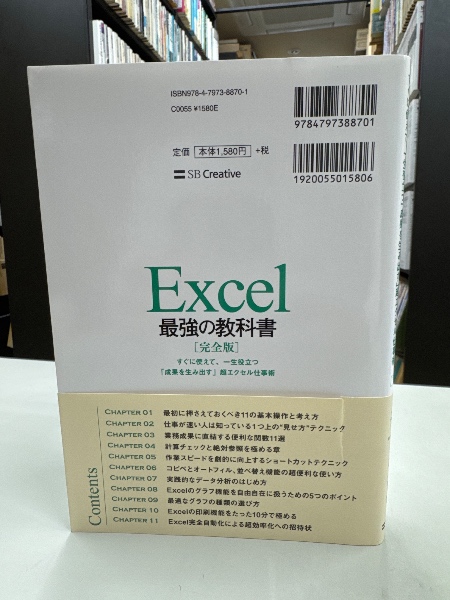 ISBN978-4-7973-8870-1
C0055 ¥1580E
9784797388701
定価 本体1,580円 +税
SB Creative
1920055015806
Excel
最強の教科書
[完全版]
すぐに使えて、一生役立つ
「成果を生み出す」超エクセル仕事術
Contents
CHAPTER 01 最初に押さえておくべき11の基本操作と考え方
CHAPTER 02 仕事が速い人は知っている1つ上の“見せ方”テクニック
CHAPTER 03 業務成果に直結する便利な関数11選
CHAPTER 04 計算チェックと絶対参照を極める章
CHAPTER 05 作業スピードを劇的に向上するショートカットテクニック
CHAPTER 06 コピペとオートフィル、並べ替え機能の超便利な使い方
CHAPTER 07 実践的なデータ分析のはじめ方
CHAPTER 08 Excelのグラフ機能を自由自在に扱うための5つのポイント
CHAPTER 09 最適なグラフの種類の選び方
CHAPTER 10 Excelの印刷機能をたった10分で極める
CHAPTER 11 Excel完全自動化による超効率化への招待状